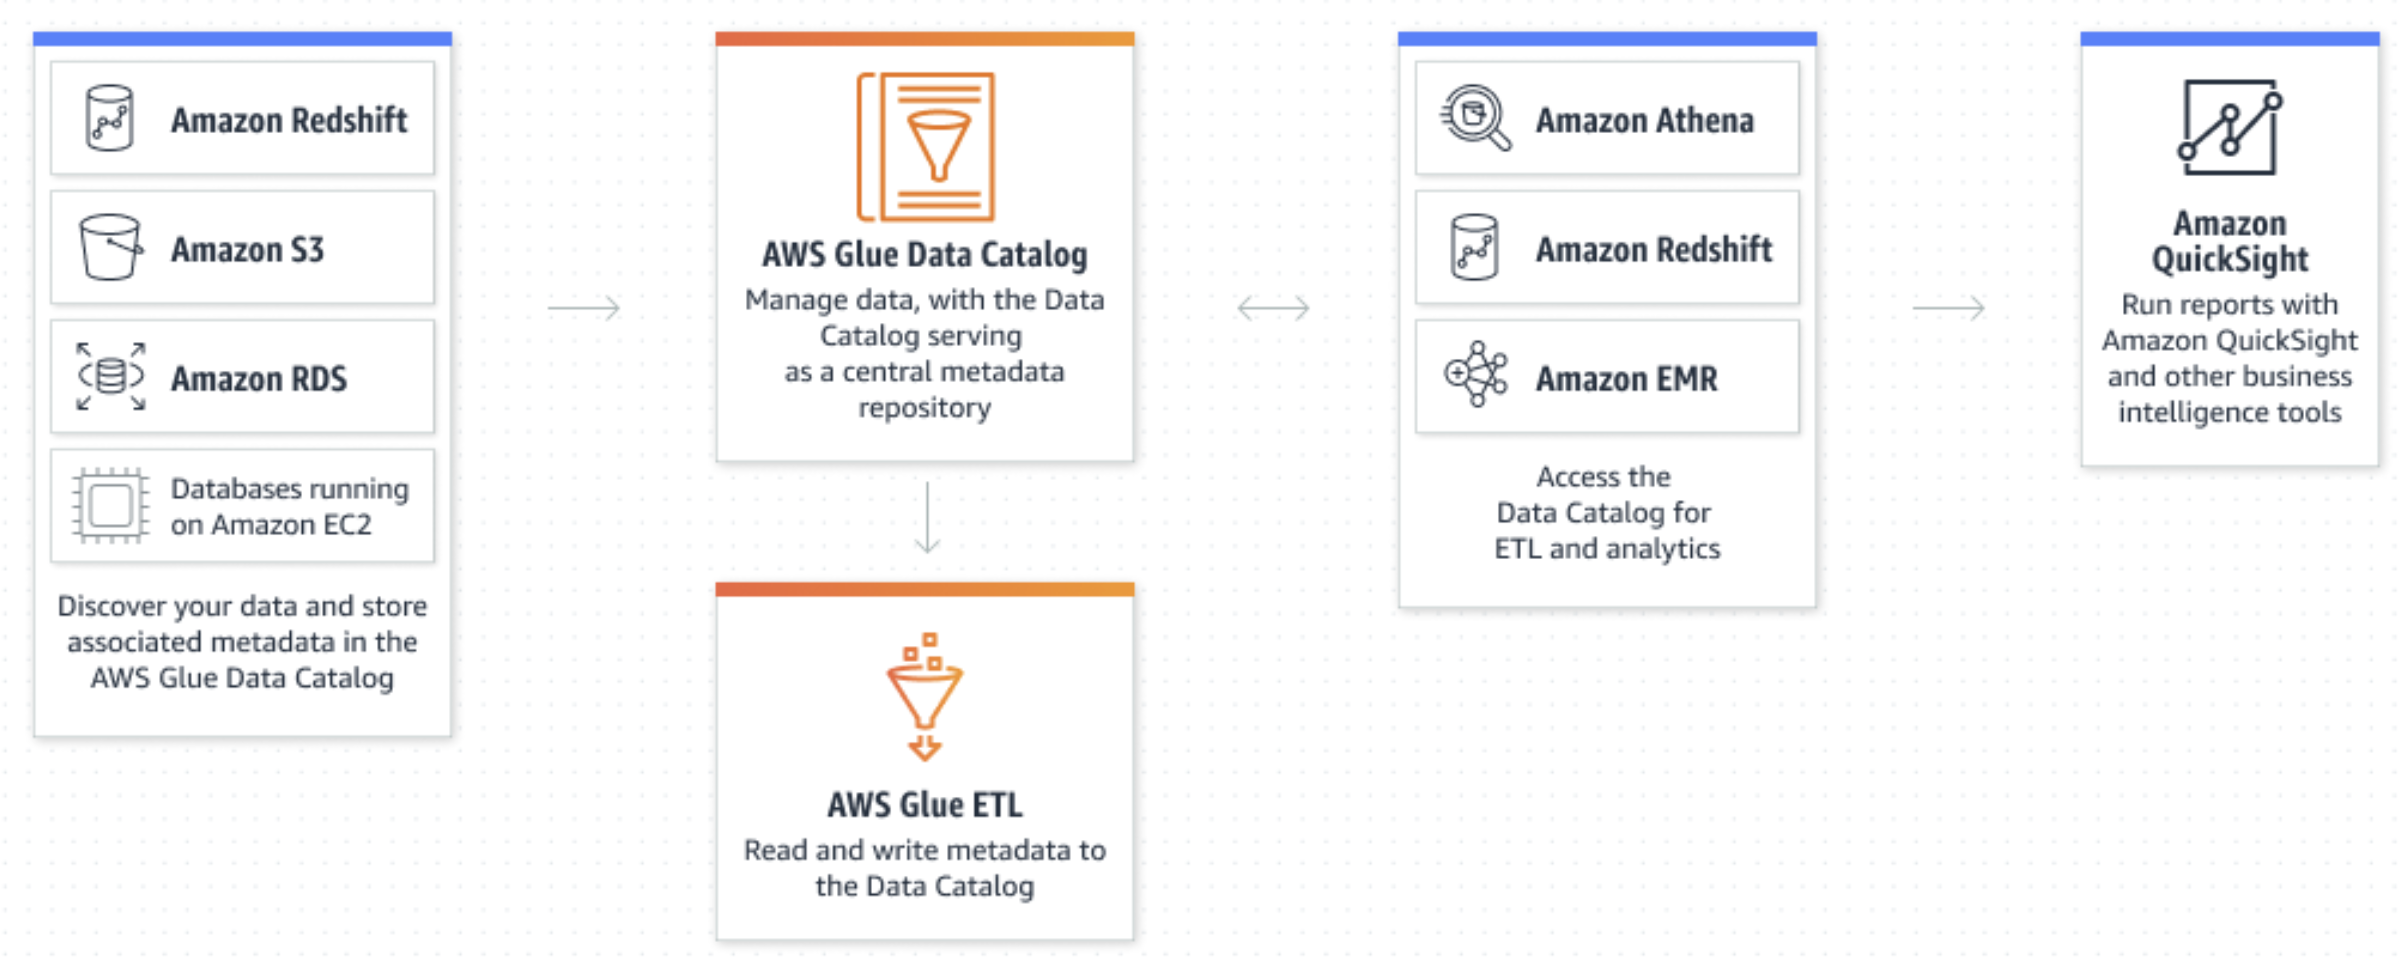 Amazon Redshift
Amazon S3
Amazon RDS
Databases running
on Amazon EC2
Discover your data and store
associated metadata in the
AWS Glue Data Catalog
AWS Glue Data Catalog
Manage data, with the Data
Catalog serving
as a central metadata
repository
AWS Glue ETL
Read and write metadata to
the Data Catalog
Amazon Athena
Amazon Redshift
Amazon EMR
Access the
Data Catalog for
ETL and analytics
Amazon
QuickSight
Run reports with
Amazon QuickSight
and other business
intelligence tools